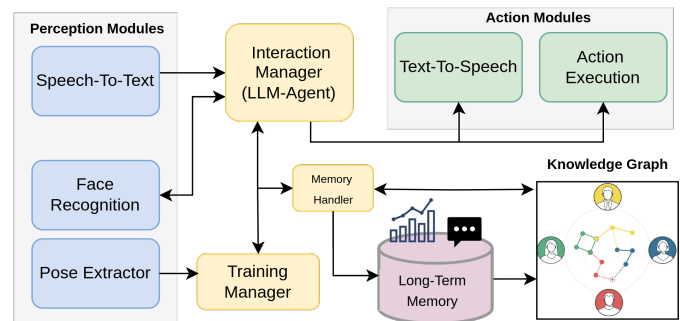 Perception Modules
Speech-To-Text
Face
Recognition
Pose Extractor
Interaction
Manager
(LLM-Agent)
Memory
Handler
Training
Manager
Action Modules
Text-To-Speech
Action
Execution
Long-Term
Memory
Knowledge Graph